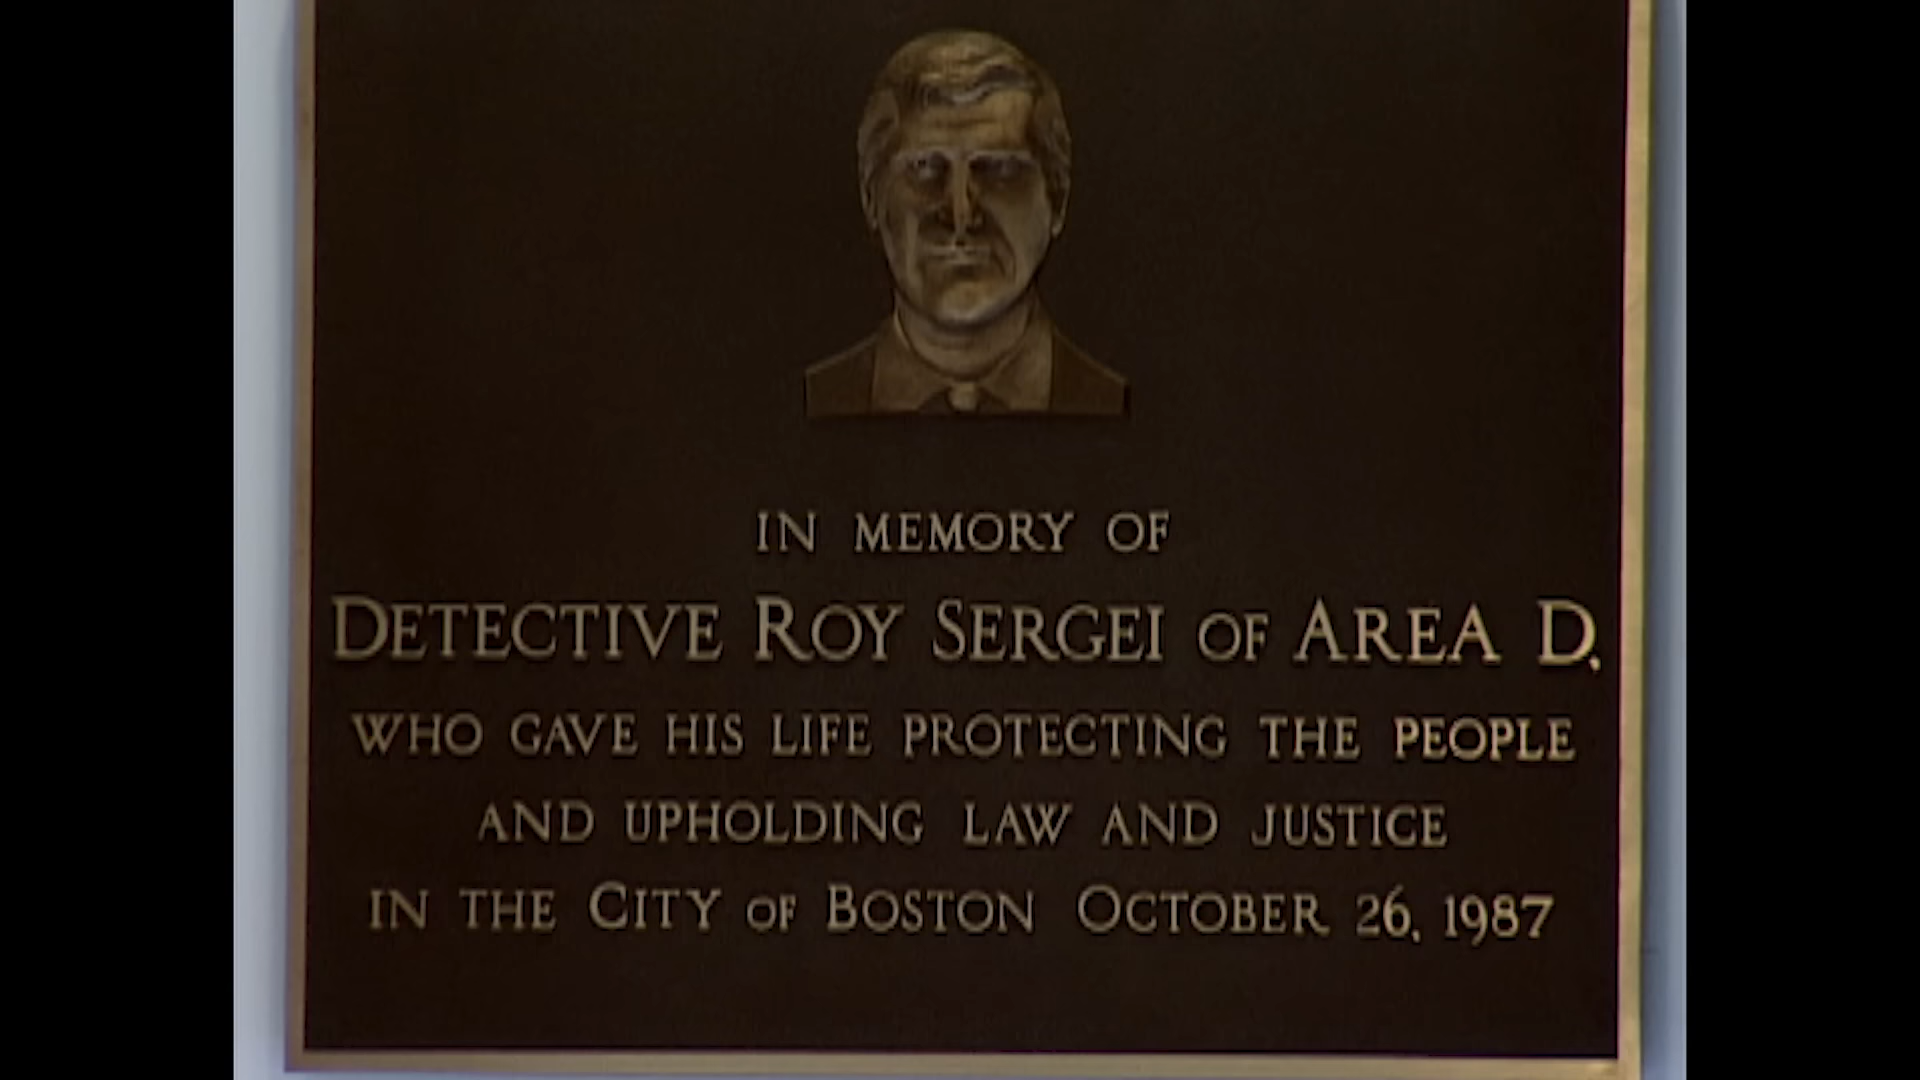 IN MEMORY OF
DETECTIVE ROY SERGEI OF AREA D,
WHO GAVE HIS LIFE PROTECTING THE PEOPLE
AND UPHOLDING LAW AND JUSTICE
IN THE CITY OF BOSTON OCTOBER 26, 1987